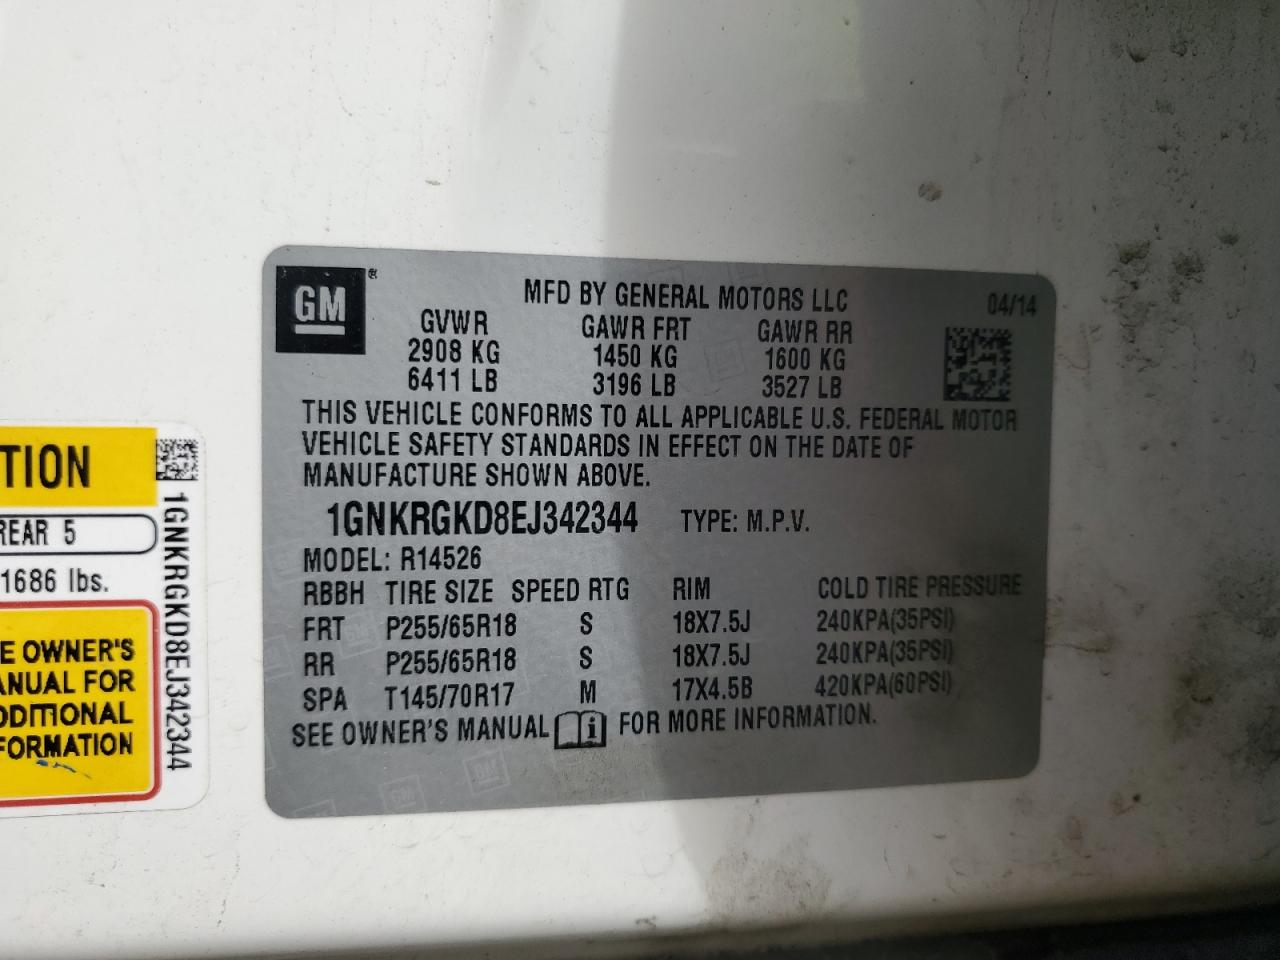 GM ®
MFD BY GENERAL MOTORS LLC 04/14
GVWR GAWR FRT GAWR RR
2908 KG 1450 KG 1600 KG
6411 LB 3196 LB 3527 LB
THIS VEHICLE CONFORMS TO ALL APPLICABLE U.S. FEDERAL MOTOR
VEHICLE SAFETY STANDARDS IN EFFECT ON THE DATE OF
MANUFACTURE SHOWN ABOVE.
1GNKRGKD8EJ342344 TYPE: M.P.V.
MODEL: R14526
RBBH TIRE SIZE SPEED RTG RIM COLD TIRE PRESSURE
FRT P255/65R18 S 18X7.5J 240KPA(35PSI)
RR P255/65R18 S 18X7.5J 240KPA(35PSI)
SPA T145/70R17 M 17X4.5B 420KPA(60PSI)
SEE OWNER'S MANUAL i FOR MORE INFORMATION.
TION
REAR 5
1686 lbs.
E OWNER'S
ANUAL FOR
DDITIONAL
FORMATION
1GNKRGKD8EJ342344